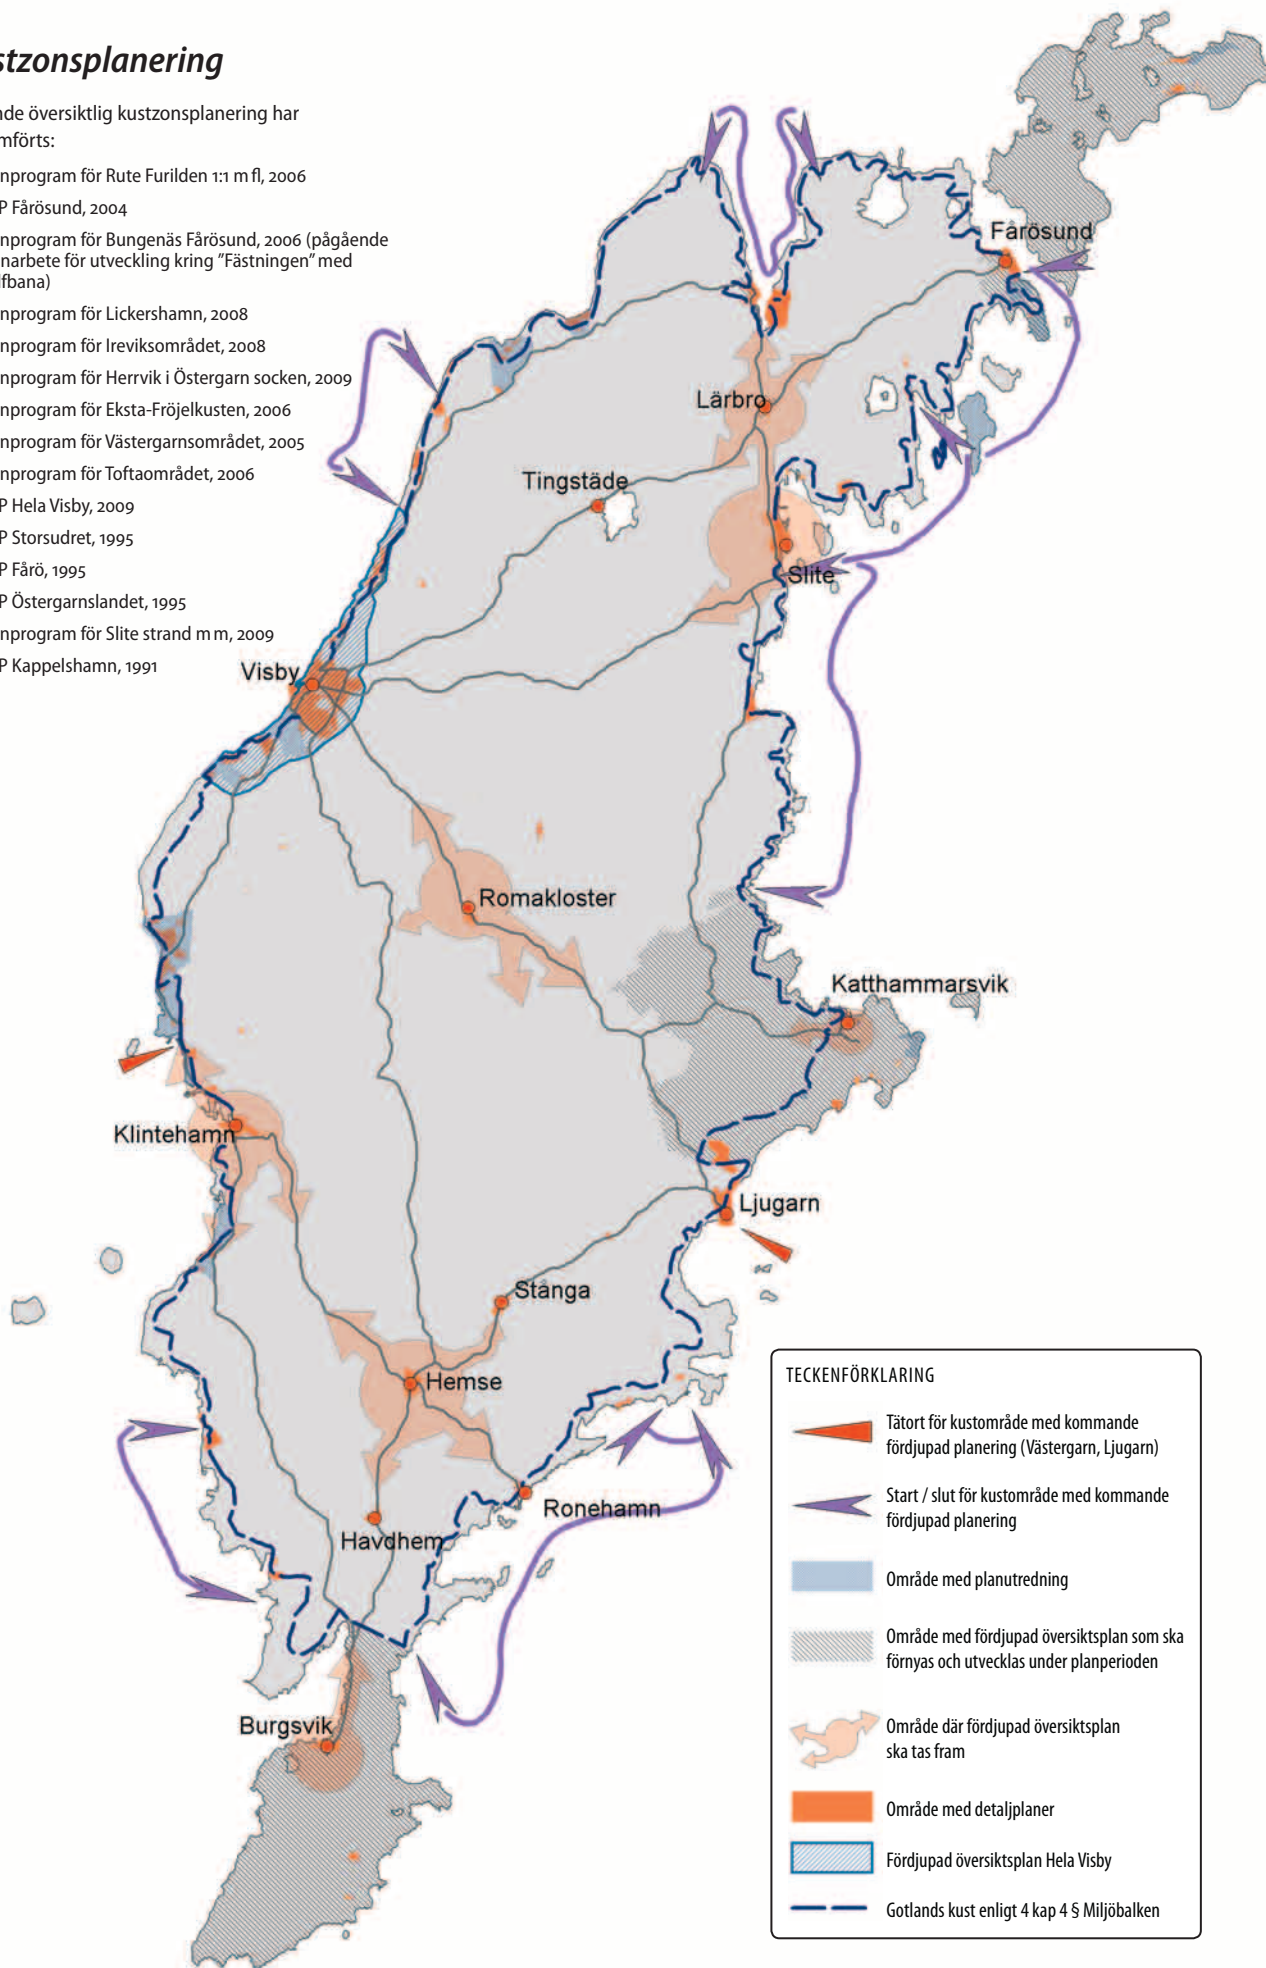 stzonsplanering
nde översiktlig kustzonsplanering har
mförts:
nprogram för Rute Furilden 1:1 m fl, 2006
P Fårösund, 2004
nprogram för Bungenäs Fårösund, 2006 (pågående
narbete för utveckling kring ”Fästningen” med
lfbana)
nprogram för Lickershamn, 2008
nprogram för Ireviksområdet, 2008
nprogram för Herrvik i Östergarn socken, 2009
nprogram för Eksta-Fröjelkusten, 2006
nprogram för Västergarnsområdet, 2005
nprogram för Toftaområdet, 2006
P Hela Visby, 2009
P Storsudret, 1995
P Fårö, 1995
P Östergarnslandet, 1995
nprogram för Slite strand m m, 2009
P Kappelshamn, 1991
Fårösund
Lärbro
Tingstäde
Slite
Visby
Romakloster
Katthammarsvik
Klintehamn
Ljugarn
Stånga
Hemse
Ronehamn
Havdhem
Burgsvik
TECKENFÖRKLARING
Tätort för kustområde med kommande
fördjupad planering (Västergarn, Ljugarn)
Start / slut för kustområde med kommande
fördjupad planering
Område med planutredning
Område med fördjupad översiktsplan som ska
förnyas och utvecklas under planperioden
Område där fördjupad översiktsplan
ska tas fram
Område med detaljplaner
Fördjupad översiktsplan Hela Visby
Gotlands kust enligt 4 kap 4 § Miljöbalken